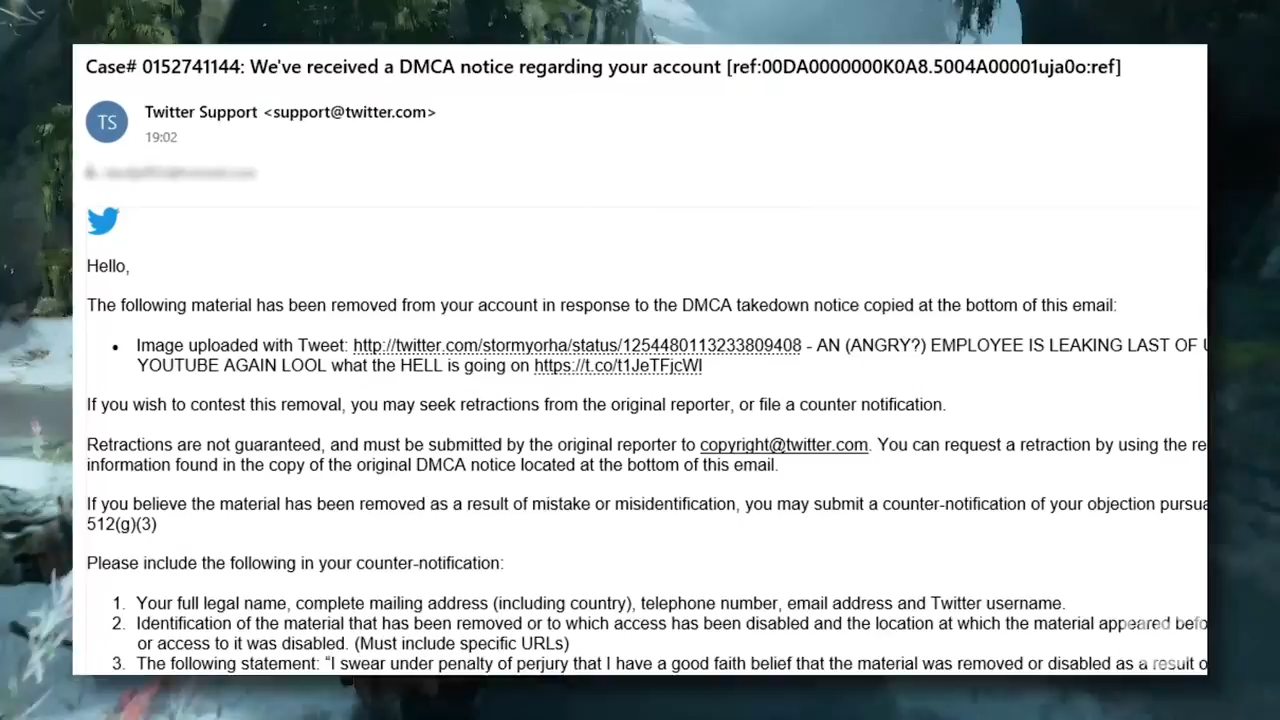 Case# 0152741144: We've received a DMCA notice regarding your account [ref:00DA0000000K0A8.5004A00001uja0o:ref]
TS
Twitter Support <support@twitter.com>
19:02
Hello,
The following material has been removed from your account in response to the DMCA takedown notice copied at the bottom of this email:
• Image uploaded with Tweet: http://twitter.com/stormyorha/status/1254480113233809408 - AN (ANGRY?) EMPLOYEE IS LEAKING LAST OF
YOUTUBE AGAIN LOOL what the HELL is going on https://t.co/t1JeTFjcWl
If you wish to contest this removal, you may seek retractions from the original reporter, or file a counter notification.
Retractions are not guaranteed, and must be submitted by the original reporter to copyright@twitter.com. You can request a retraction by using the re
information found in the copy of the original DMCA notice located at the bottom of this email.
If you believe the material has been removed as a result of mistake or misidentification, you may submit a counter-notification of your objection pursua
512(g)(3)
Please include the following in your counter-notification:
1. Your full legal name, complete mailing address (including country), telephone number, email address and Twitter username.
2. Identification of the material that has been removed or to which access has been disabled and the location at which the material appeared befo
or access to it was disabled. (Must include specific URLs)
3. The following statement: “I swear under penalty of perjury that I have a good faith belief that the material was removed or disabled as a result o